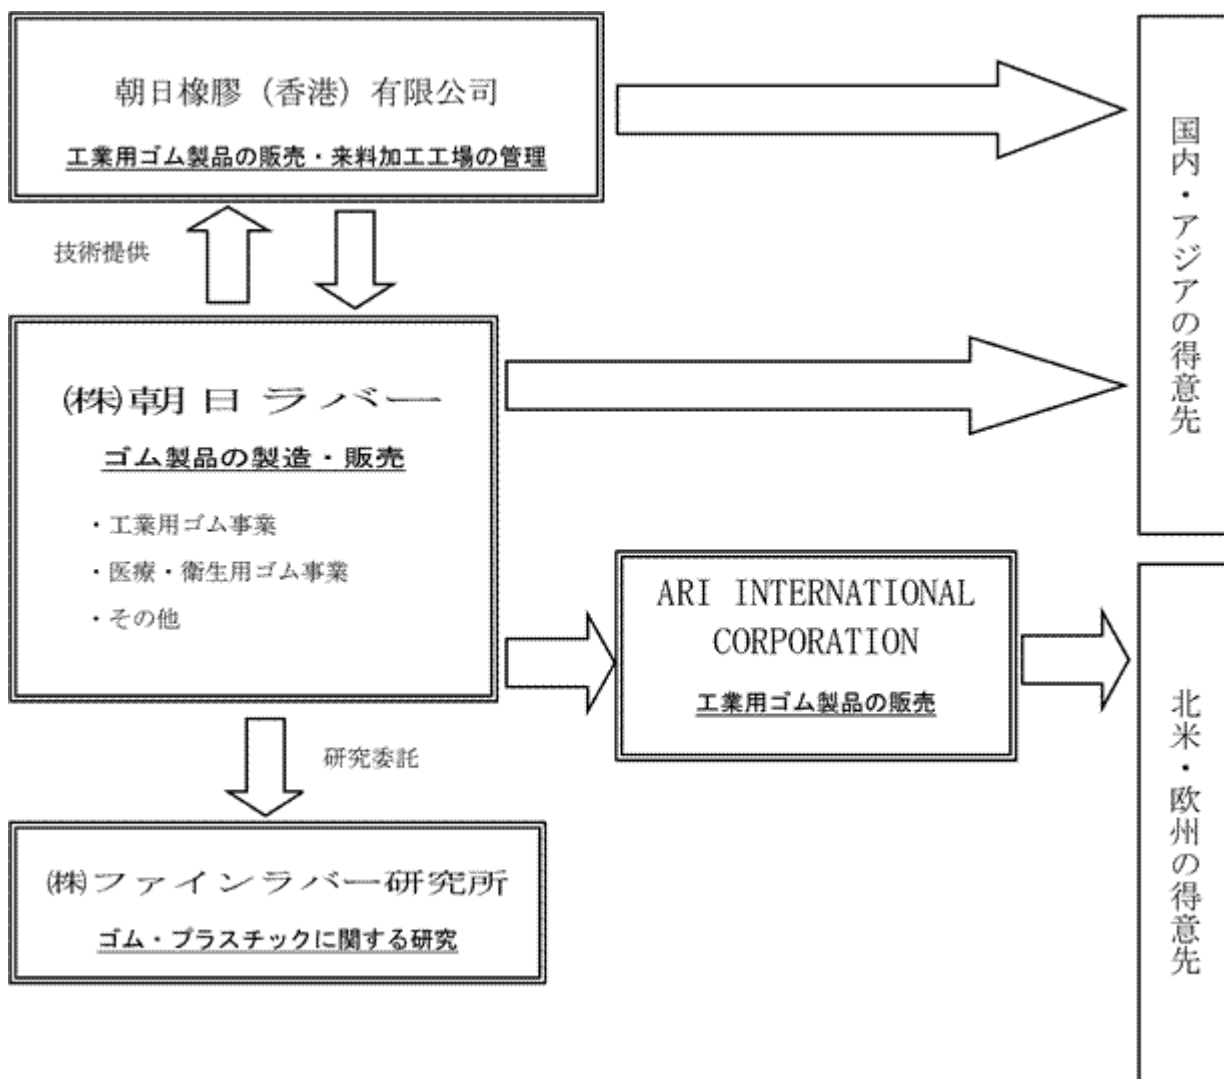 朝日橡膠（香港）有限公司
工業用ゴム製品の販売・来料加工工場の管理
技術提供
㈱朝日ラバー
ゴム製品の製造・販売
・工業用ゴム事業
・医療・衛生用ゴム事業
・その他
研究委託
㈱ファインラバー研究所
ゴム・プラスチックに関する研究
ARI INTERNATIONAL
CORPORATION
工業用ゴム製品の販売
国内・アジアの得意先
北米・欧州の得意先